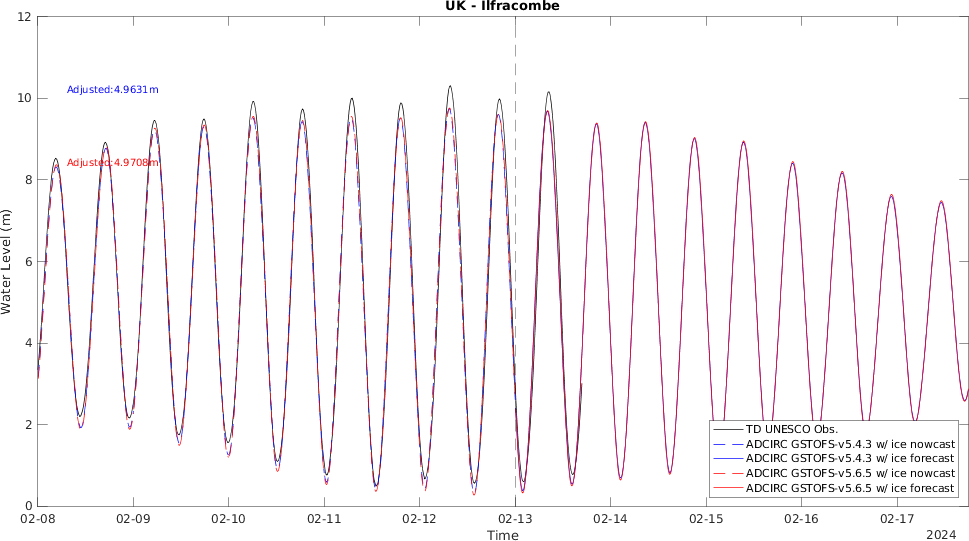 UK - Ilfracombe
12
10
8
6
4
2
0
Water Level (m)
Adjusted:4.9631m
Adjusted:4.9708m
TD UNESCO Obs.
ADCIRC GSTOFS-v5.4.3 w/ ice nowcast
ADCIRC GSTOFS-v5.4.3 w/ ice forecast
ADCIRC GSTOFS-v5.6.5 w/ ice nowcast
ADCIRC GSTOFS-v5.6.5 w/ ice forecast
02-08 02-09 02-10 02-11 02-12 02-13 02-14 02-15 02-16 02-17
Time
2024